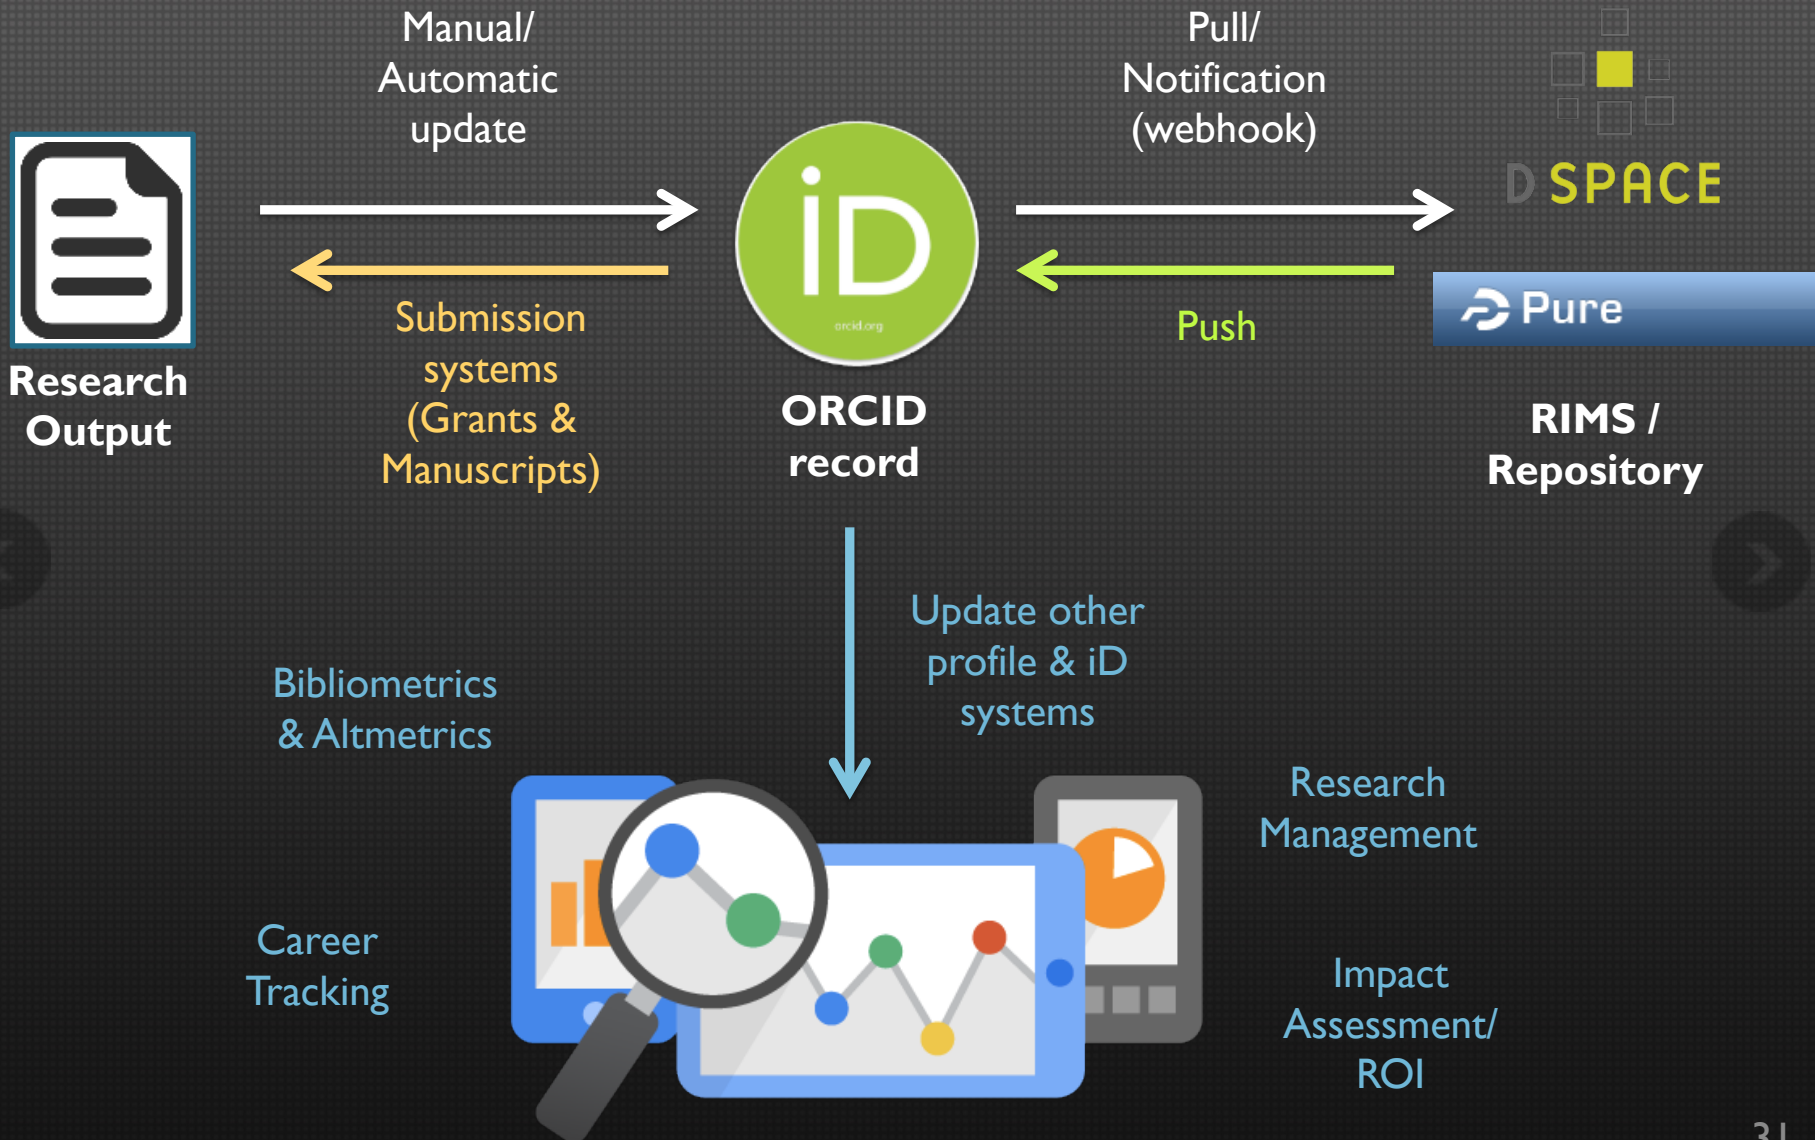 Manual/
Automatic
update
Pull/
Notification
(webhook)
DSPACE
iD
orcid.org
Pure
Submission
systems
(Grants &
Manuscripts)
Push
Research
Output
ORCID
record
RIMS /
Repository
Update other
profile & iD
systems
Bibliometrics
& Altmetrics
Research
Management
Career
Tracking
Impact
Assessment/
ROI
31